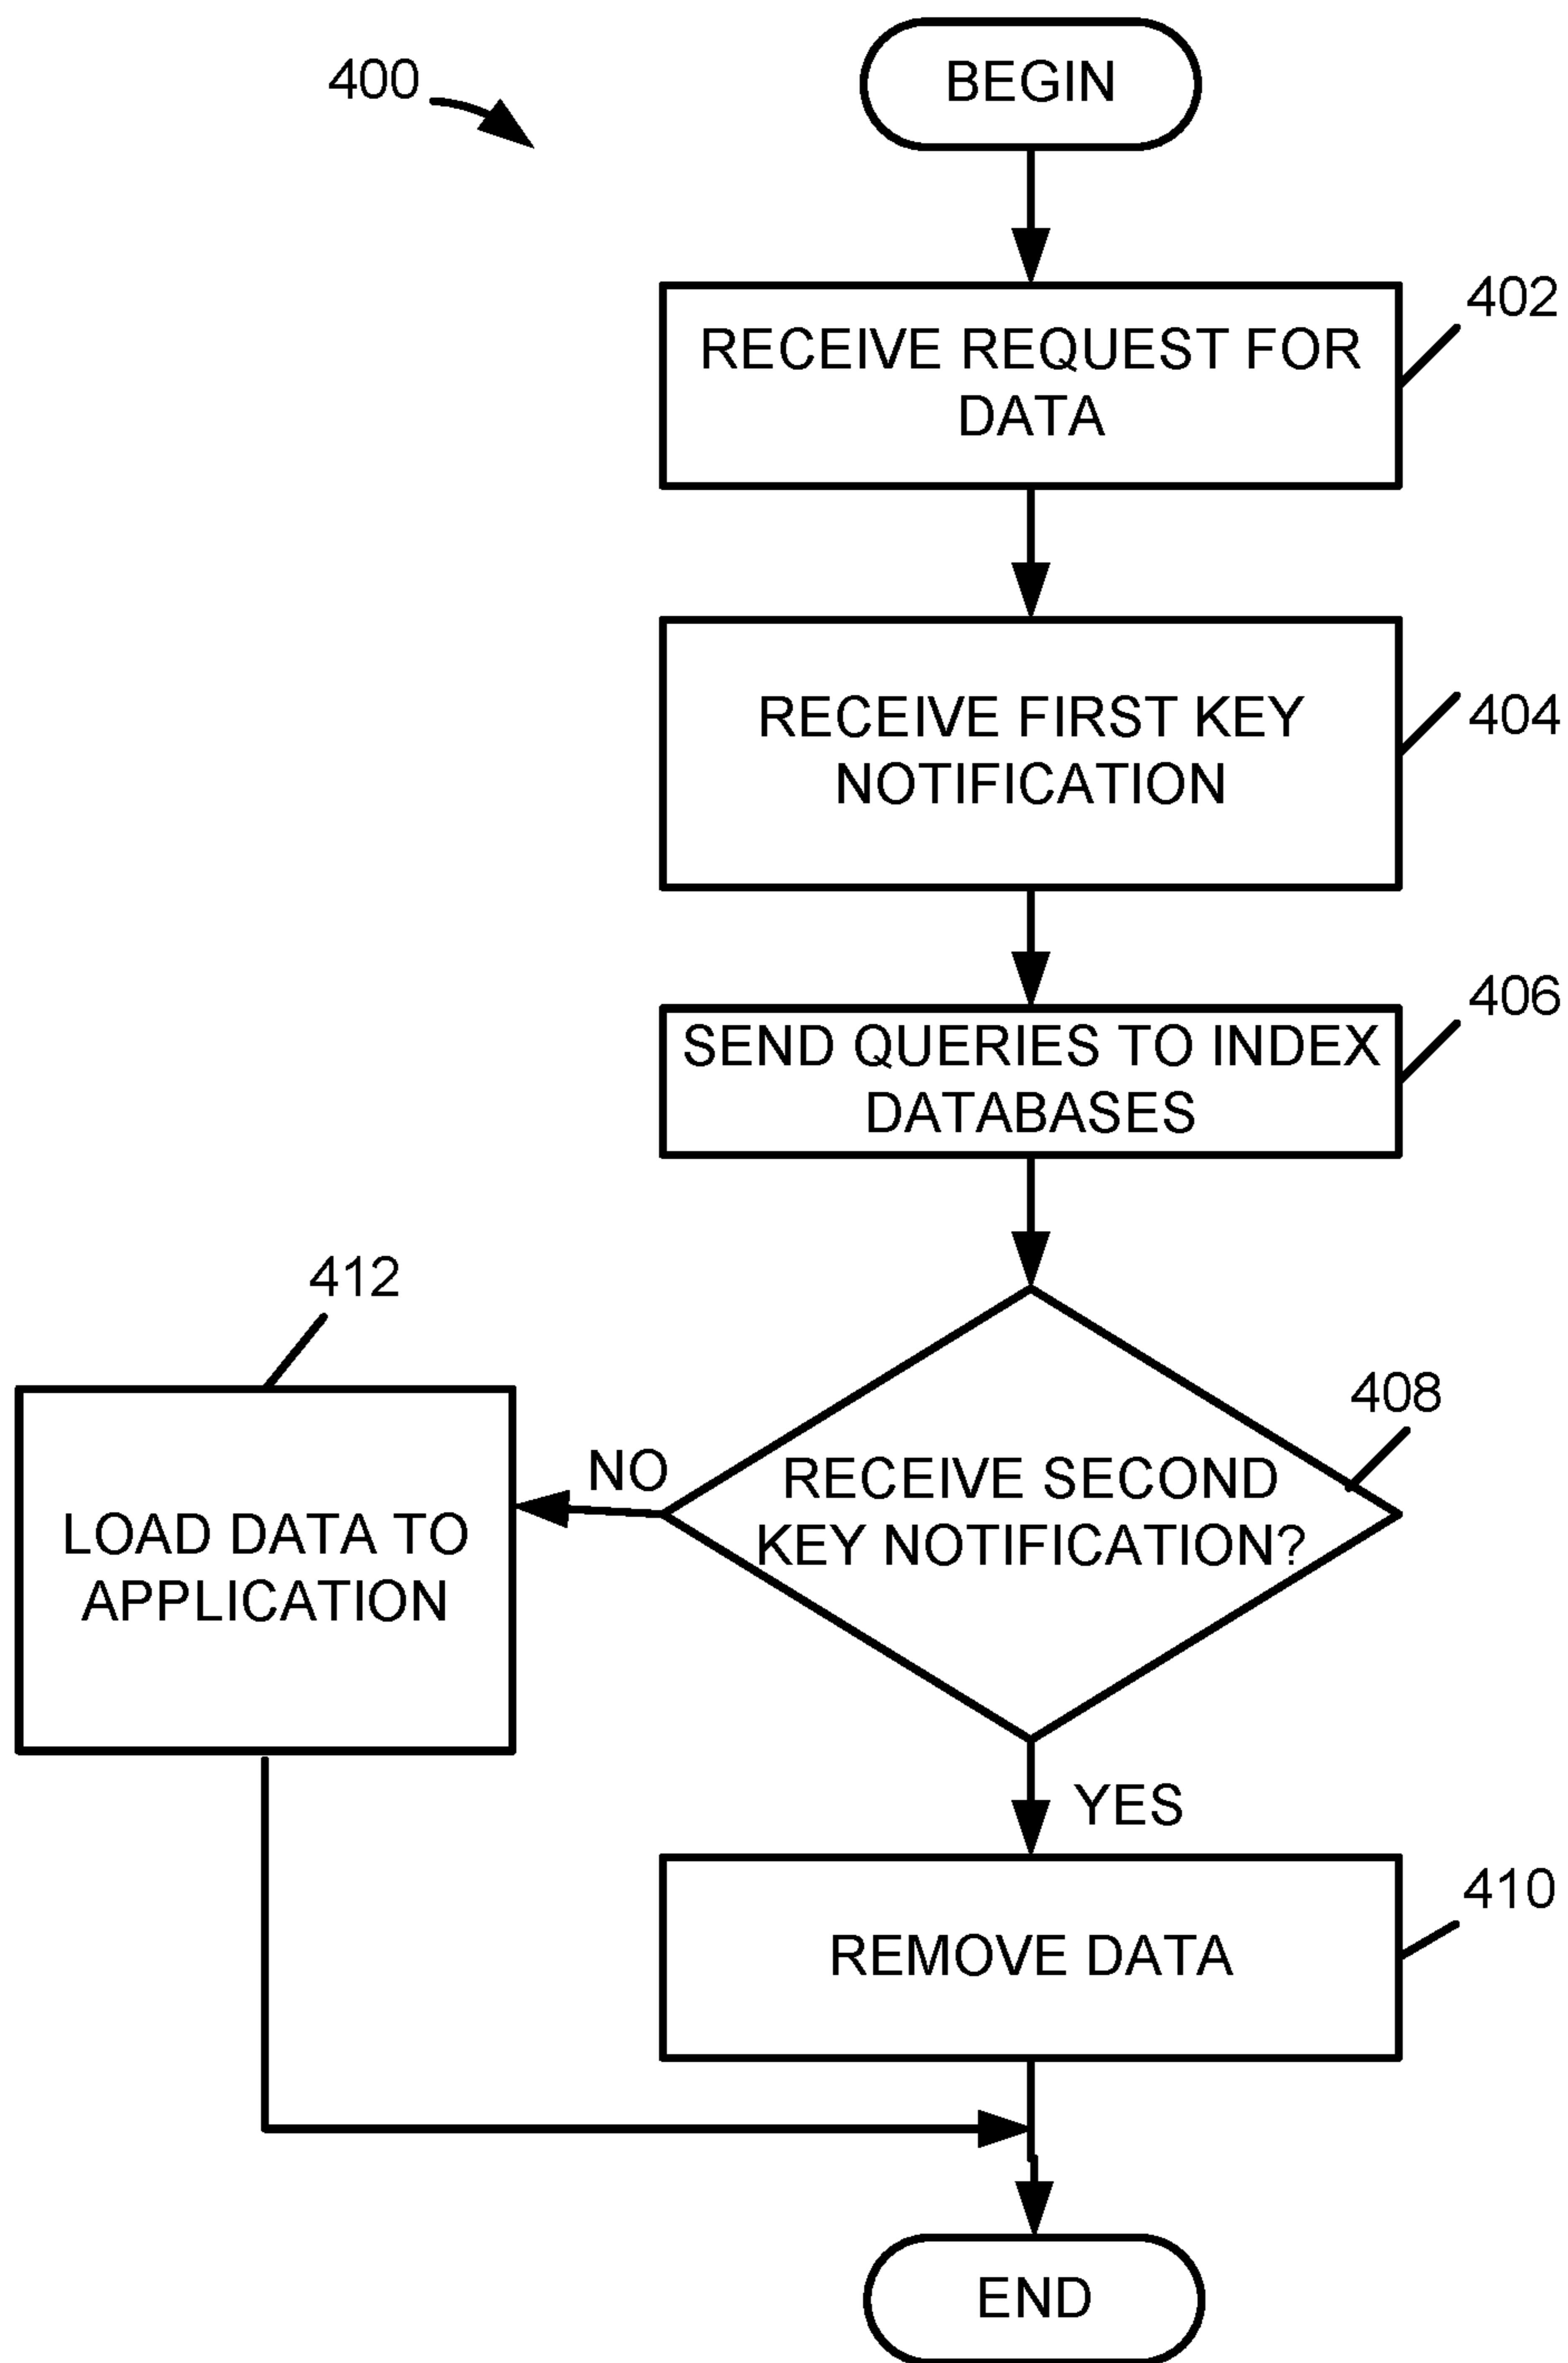 400
BEGIN
402
RECEIVE REQUEST FOR
DATA
404
RECEIVE FIRST KEY
NOTIFICATION
406
SEND QUERIES TO INDEX
DATABASES
412
408
NO
RECEIVE SECOND
KEY NOTIFICATION?
LOAD DATA TO
APPLICATION
YES
410
REMOVE DATA
END